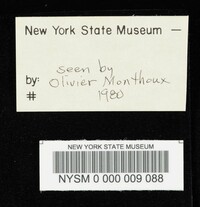 New York State Museum —
seen by
by: Olivier Monthoux
# 1980
NEW YORK STATE MUSEUM
NYSM 0 000 009 088